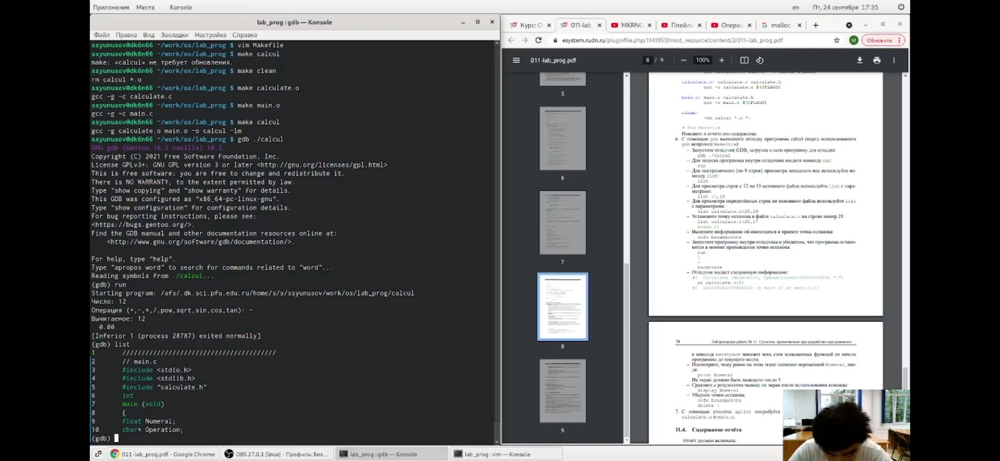 Приложения Места Konsole
en Пт, 24 сентября 17:35
lab_prog : gdb — Konsole
Файл Правка Вид Закладки Настройка Справка
ssyunusov@dk6n66 ~/work/os/lab_prog $ vim Makefile
ssyunusov@dk6n66 ~/work/os/lab_prog $ make calcul
make: «calcul» не требует обновления.
ssyunusov@dk6n66 ~/work/os/lab_prog $ make clean
rm calcul *.o
ssyunusov@dk6n66 ~/work/os/lab_prog $ make calculate.o
gcc -g -c calculate.c
ssyunusov@dk6n66 ~/work/os/lab_prog $ make main.o
gcc -g -c main.c
ssyunusov@dk6n66 ~/work/os/lab_prog $ make calcul
gcc -g calculate.o main.o -o calcul -lm
ssyunusov@dk6n66 ~/work/os/lab_prog $ gdb ./calcul
GNU gdb (Gentoo 10.2 vanilla) 10.2
Copyright (C) 2021 Free Software Foundation, Inc.
License GPLv3+: GNU GPL version 3 or later <http://gnu.org/licenses/gpl.html>
This is free software: you are free to change and redistribute it.
There is NO WARRANTY, to the extent permitted by law.
Type "show copying" and "show warranty" for details.
This GDB was configured as "x86_64-pc-linux-gnu".
Type "show configuration" for configuration details.
For bug reporting instructions, please see:
<https://bugs.gentoo.org/>.
Find the GDB manual and other documentation resources online at:
<http://www.gnu.org/software/gdb/documentation/>.
For help, type "help".
Type "apropos word" to search for commands related to "word"...
Reading symbols from ./calcul...
(gdb) run
Starting program: /afs/.dk.sci.pfu.edu.ru/home/s/s/ssyunusov/work/os/lab_prog/calcul
Число: 12
Операция (+,-,*,/,pow,sqrt,sin,cos,tan): -
Вычитаемое: 12
0.00
[Inferior 1 (process 28787) exited normally]
(gdb) list
1 /////////////////////////////////////////
2 // main.c
3 #include <stdio.h>
4 #include <stdlib.h>
5 #include "calculate.h"
6 int
7 main (void)
8 {
9 float Numeral;
10 char* Operation;
(gdb)
Курс: О 011-lab_ MKRNO Плейли Операц malloc -
esystem.rudn.ru/pluginfile.php/1141959/mod_resource/content/2/011-lab_prog.pdf
М Обновить
011-lab_prog.pdf 8 / 9 100%
5
6
7
8
9
calculate.o: calculate.c calculate.h
gcc -c calculate.c $(CFLAGS)
main.o: main.c calculate.h
gcc -c main.c $(CFLAGS)
clean:
-rm calcul *.o *~
# End Makefile
Поясните в отчёте его содержание
6. С помощью gdb выполните отладку программы calcul (перед использованием
gdb исправьте Makefile):
– Запустите отладчик GDB, загрузив в него программу для отладки:
gdb ./calcul
– Для запуска программы внутри отладчика введите команду run:
run
– Для постраничного (по 9 строк) просмотра исходного код используйте ко-
манду list:
list
– Для просмотра строк с 12 по 15 основного файла используйте list с пара-
метрами:
list 12,15
– Для просмотра определённых строк не основного файла используйте list
с параметрами:
list calculate.c:20,29
– Установите точку останова в файле calculate.c на строке номер 21:
list calculate.c:20,27
break 21
– Выведите информацию об имеющихся в проекте точка останова:
info breakpoints
– Запустите программу внутри отладчика и убедитесь, что программа остано-
вится в момент прохождения точки останова:
run
5
-
backtrace
– Отладчик выдаст следующую информацию:
at calculate.c:21
78 Лабораторная работа № 11. Средства, применяемые при разработке программного
а команда backtrace покажет весь стек вызываемых функций от начала
программы до текущего места.
– Посмотрите, чему равно на этом этапе значение переменной Numeral, вве-
дя:
print Numeral
На экран должно быть выведено число 5.
– Сравните с результатом вывода на экран после использования команды:
display Numeral
– Уберите точки останова:
info breakpoints
delete 1
7. С помощью утилиты splint попробуйте
calculate.c и main.c.
11.4. Содержание отчёта
Отчёт должен включать:
011-lab_prog.pdf - Google Chrome OBS 27.0.1 (linux) - Профиль: Без... lab_prog : gdb — Konsole lab_prog : vim — Konsole